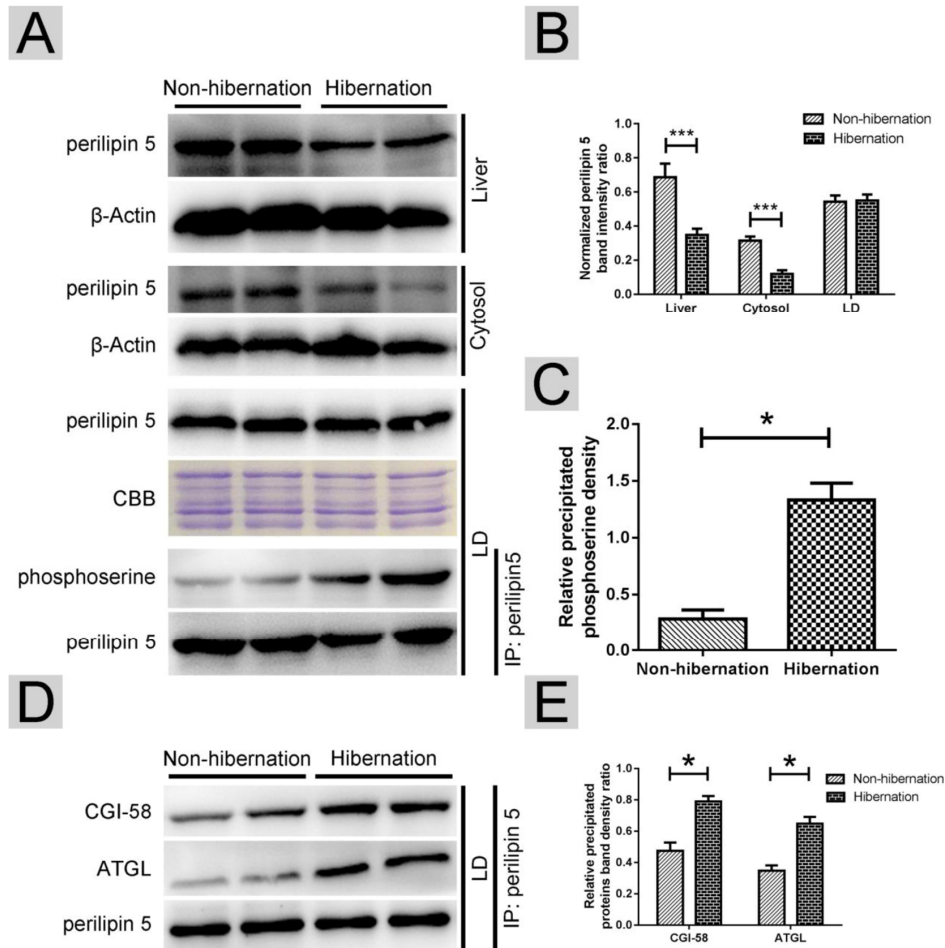 A
Non-hibernation Hibernation
perilipin 5
β-Actin
Liver
perilipin 5
β-Actin
Cytosol
perilipin 5
CBB
phosphoserine
perilipin 5
LD
IP: perilipin5
B
Normalized perilipin 5
band intensity ratio
1.0
0.8
0.6
0.4
0.2
0.0
***
***
Non-hibernation
Hibernation
Liver Cytosol LD
C
Relative precipitated
phosphoserine density
2.0
1.5
1.0
0.5
0.0
*
Non-hibernation Hibernation
D
Non-hibernation Hibernation
CGI-58
ATGL
perilipin 5
LD
IP: perilipin 5
E
Relative precipitated
proteins band density ratio
1.0
0.8
0.6
0.4
0.2
0.0
* *
Non-hibernation
Hibernation
CGI-58 ATGL